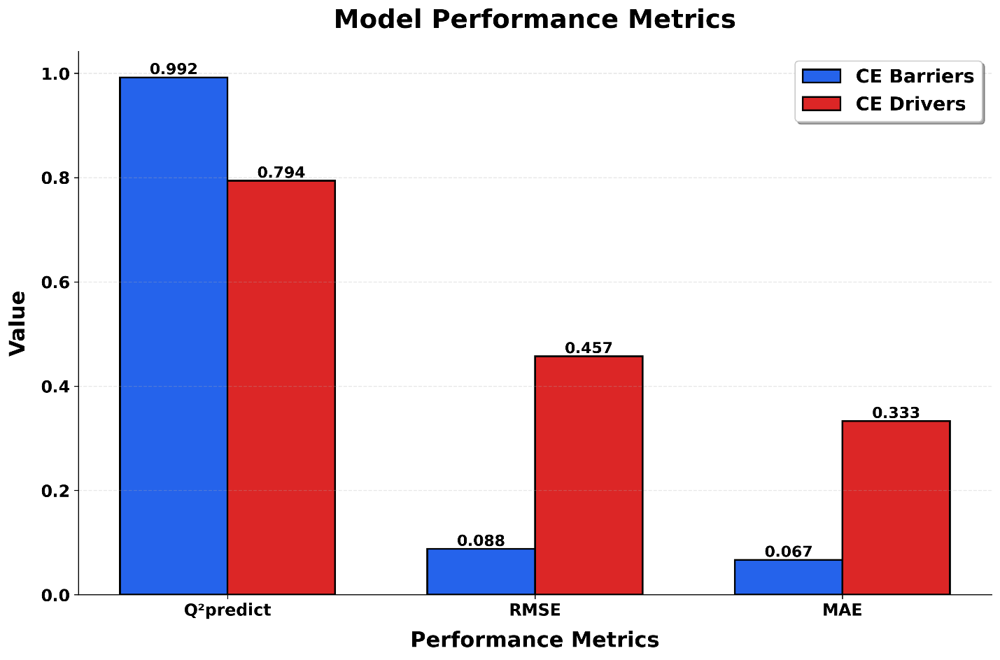 Model Performance Metrics
CE Barriers
CE Drivers
Value
1.0
0.8
0.6
0.4
0.2
0.0
0.992
0.794
0.088
0.457
0.067
0.333
Q²predict
RMSE
MAE
Performance Metrics